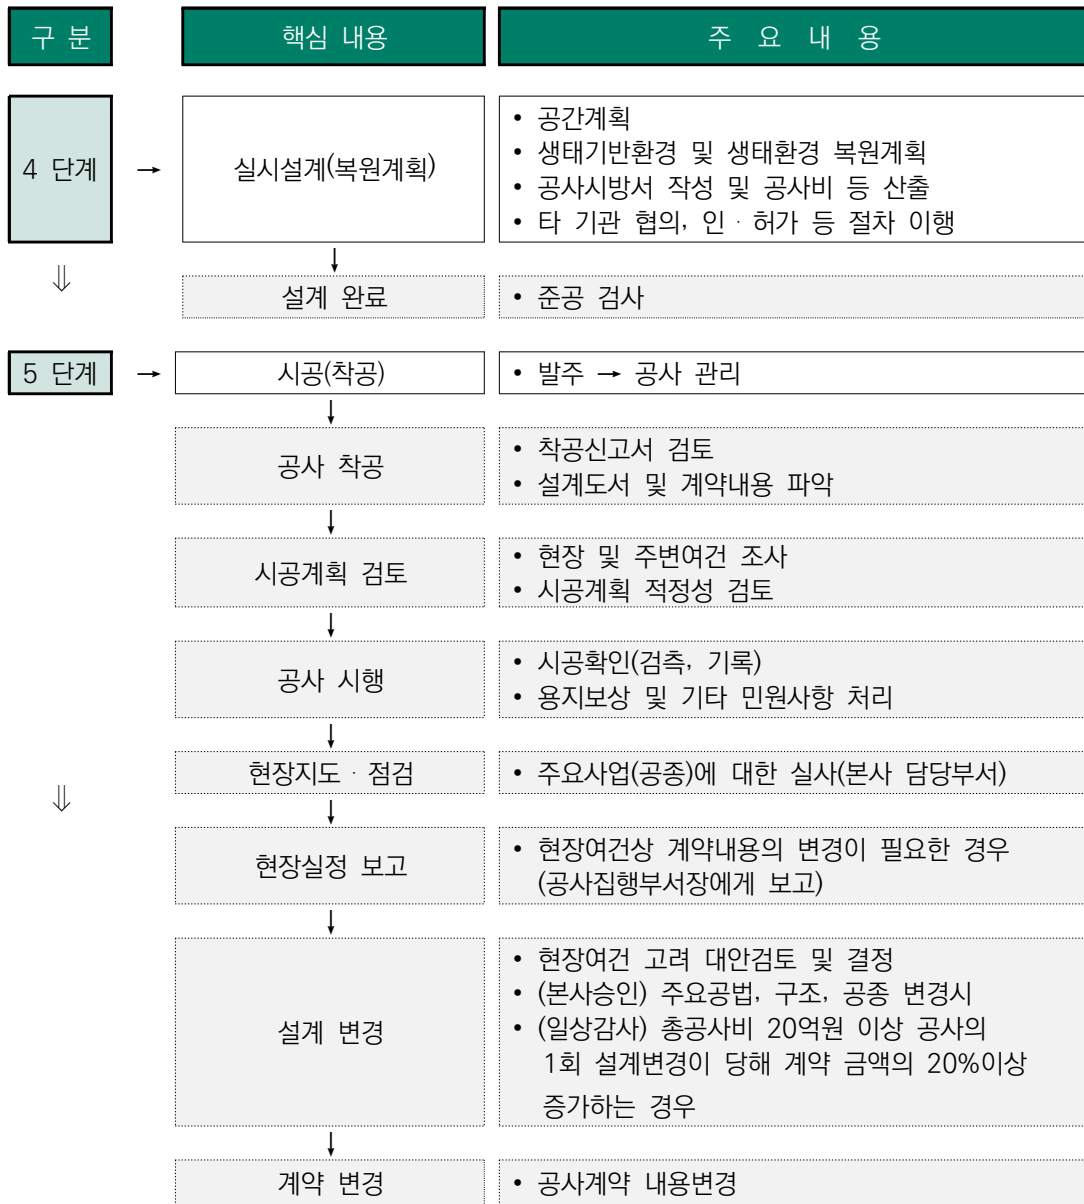 구 분 핵심 내용 주 요 내 용
4 단계 → 실시설계(복원계획)
• 공간계획
• 생태기반환경 및 생태환경 복원계획
• 공사시방서 작성 및 공사비 등 산출
• 타 기관 협의, 인·허가 등 절차 이행
↓
⇓
설계 완료 • 준공 검사
5 단계 → 시공(착공) • 발주 → 공사 관리
↓
공사 착공
• 착공신고서 검토
• 설계도서 및 계약내용 파악
↓
시공계획 검토
• 현장 및 주변여건 조사
• 시공계획 적정성 검토
↓
공사 시행
• 시공확인(검측, 기록)
• 용지보상 및 기타 민원사항 처리
↓
현장지도·점검 • 주요사업(공종)에 대한 실사(본사 담당부서)
⇓
↓
현장실정 보고
• 현장여건상 계약내용의 변경이 필요한 경우
(공사집행부서장에게 보고)
↓
설계 변경
• 현장여건 고려 대안검토 및 결정
• (본사승인) 주요공법, 구조, 공종 변경시
• (일상감사) 총공사비 20억원 이상 공사의
1회 설계변경이 당해 계약 금액의 20%이상
증가하는 경우
↓
계약 변경 • 공사계약 내용변경